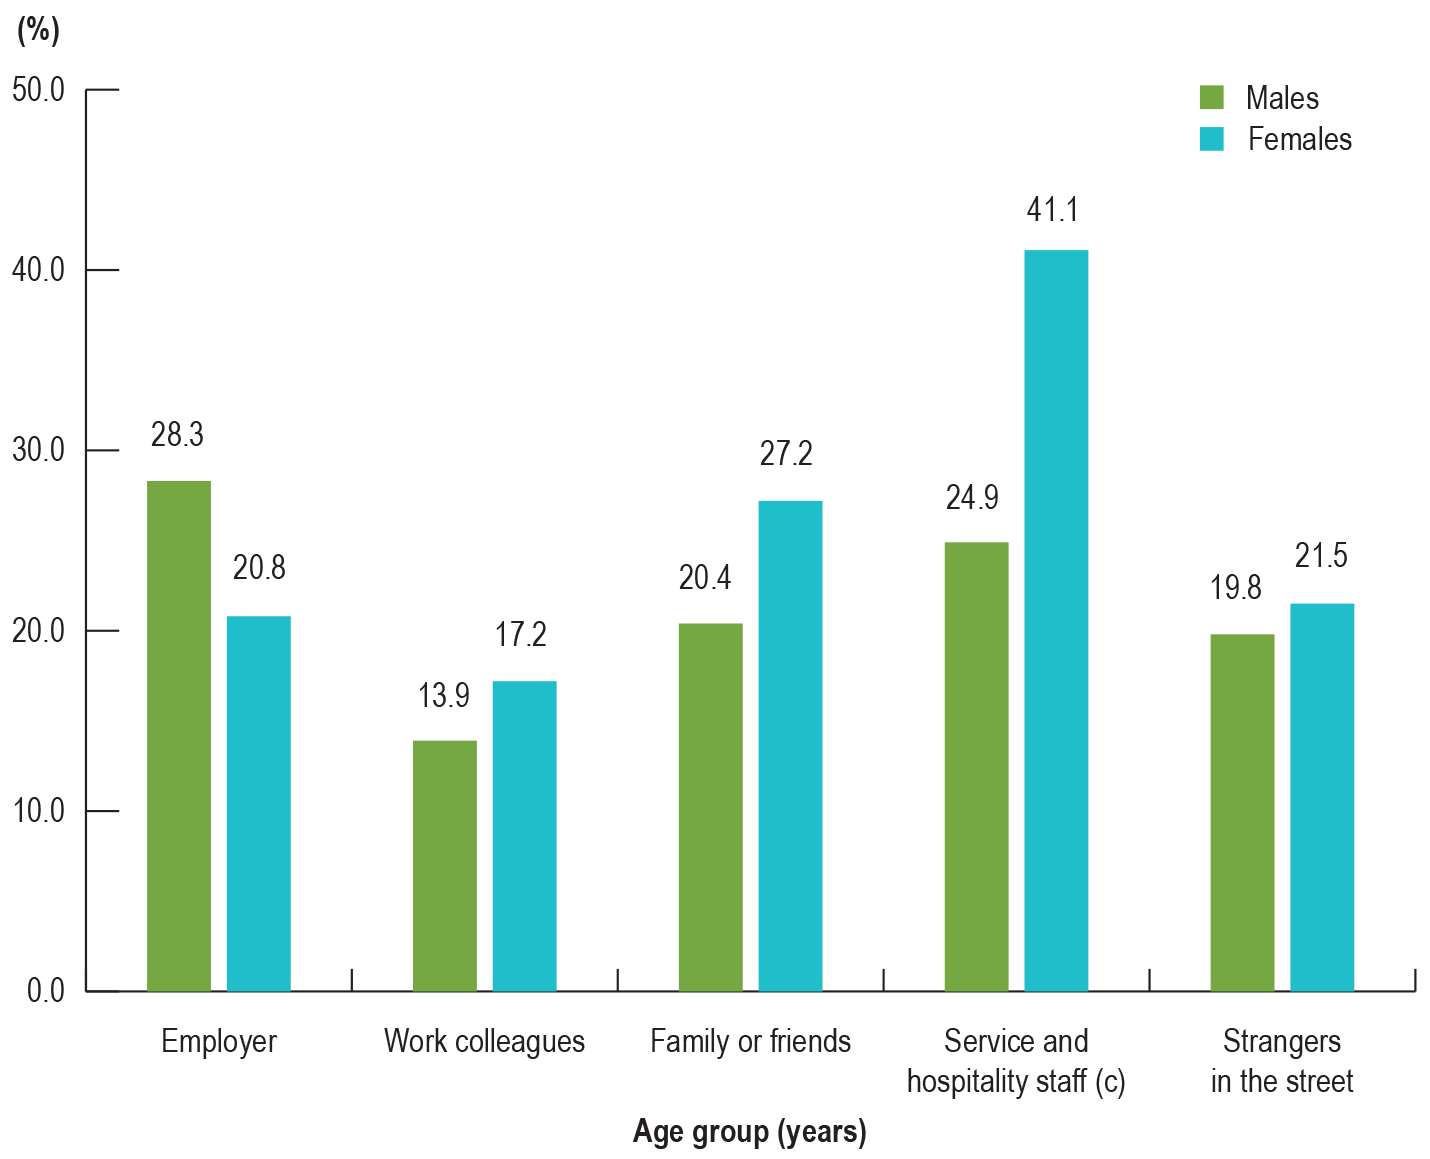 (%)
50.0
40.0
30.0
20.0
10.0
0.0
Males
Females
28.3
20.8
13.9
17.2
20.4
27.2
24.9
41.1
19.8
21.5
Employer
Work colleagues
Family or friends
Service and
hospitality staff (c)
Strangers
in the street
Age group (years)